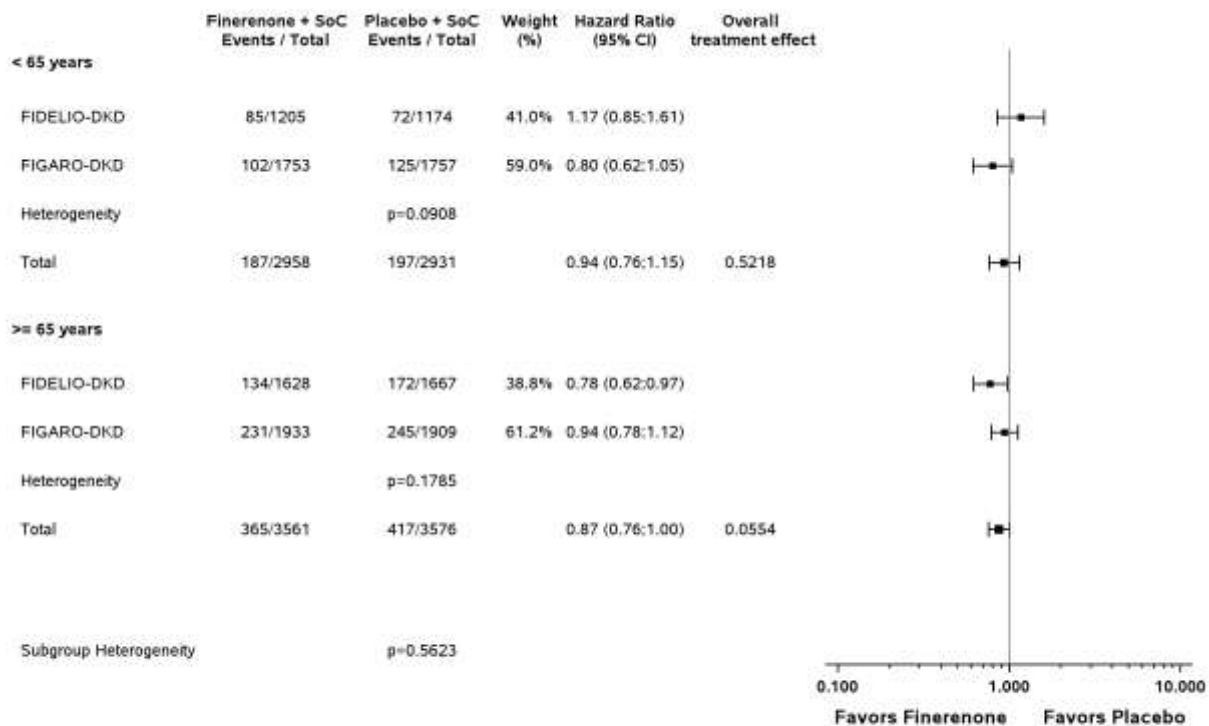 Finerenone + SoC Placebo + SoC Weight Hazard Ratio Overall
Events / Total Events / Total (%) (95% CI) treatment effect
< 65 years
FIDELIO-DKD 85/1205 72/1174 41.0% 1.17 (0.85;1.61)
FIGARO-DKD 102/1753 125/1757 59.0% 0.80 (0.62;1.05)
Heterogeneity p=0.0908
Total 187/2958 197/2931 0.94 (0.76;1.15) 0.5218
>= 65 years
FIDELIO-DKD 134/1628 172/1667 38.8% 0.78 (0.62;0.97)
FIGARO-DKD 231/1933 245/1909 61.2% 0.94 (0.78;1.12)
Heterogeneity p=0.1785
Total 365/3561 417/3576 0.87 (0.76;1.00) 0.0554
Subgroup Heterogeneity p=0.5623
0.100 1.000 10.000
Favors Finerenone Favors Placebo